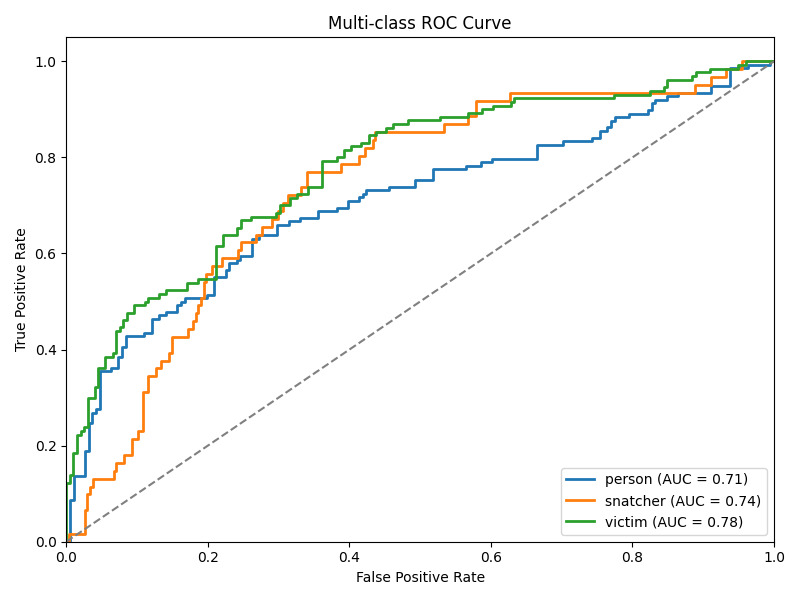 Multi-class ROC Curve
True Positive Rate
1.0
0.8
0.6
0.4
0.2
0.0
person (AUC = 0.71)
snatcher (AUC = 0.74)
victim (AUC = 0.78)
0.0 0.2 0.4 0.6 0.8 1.0
False Positive Rate